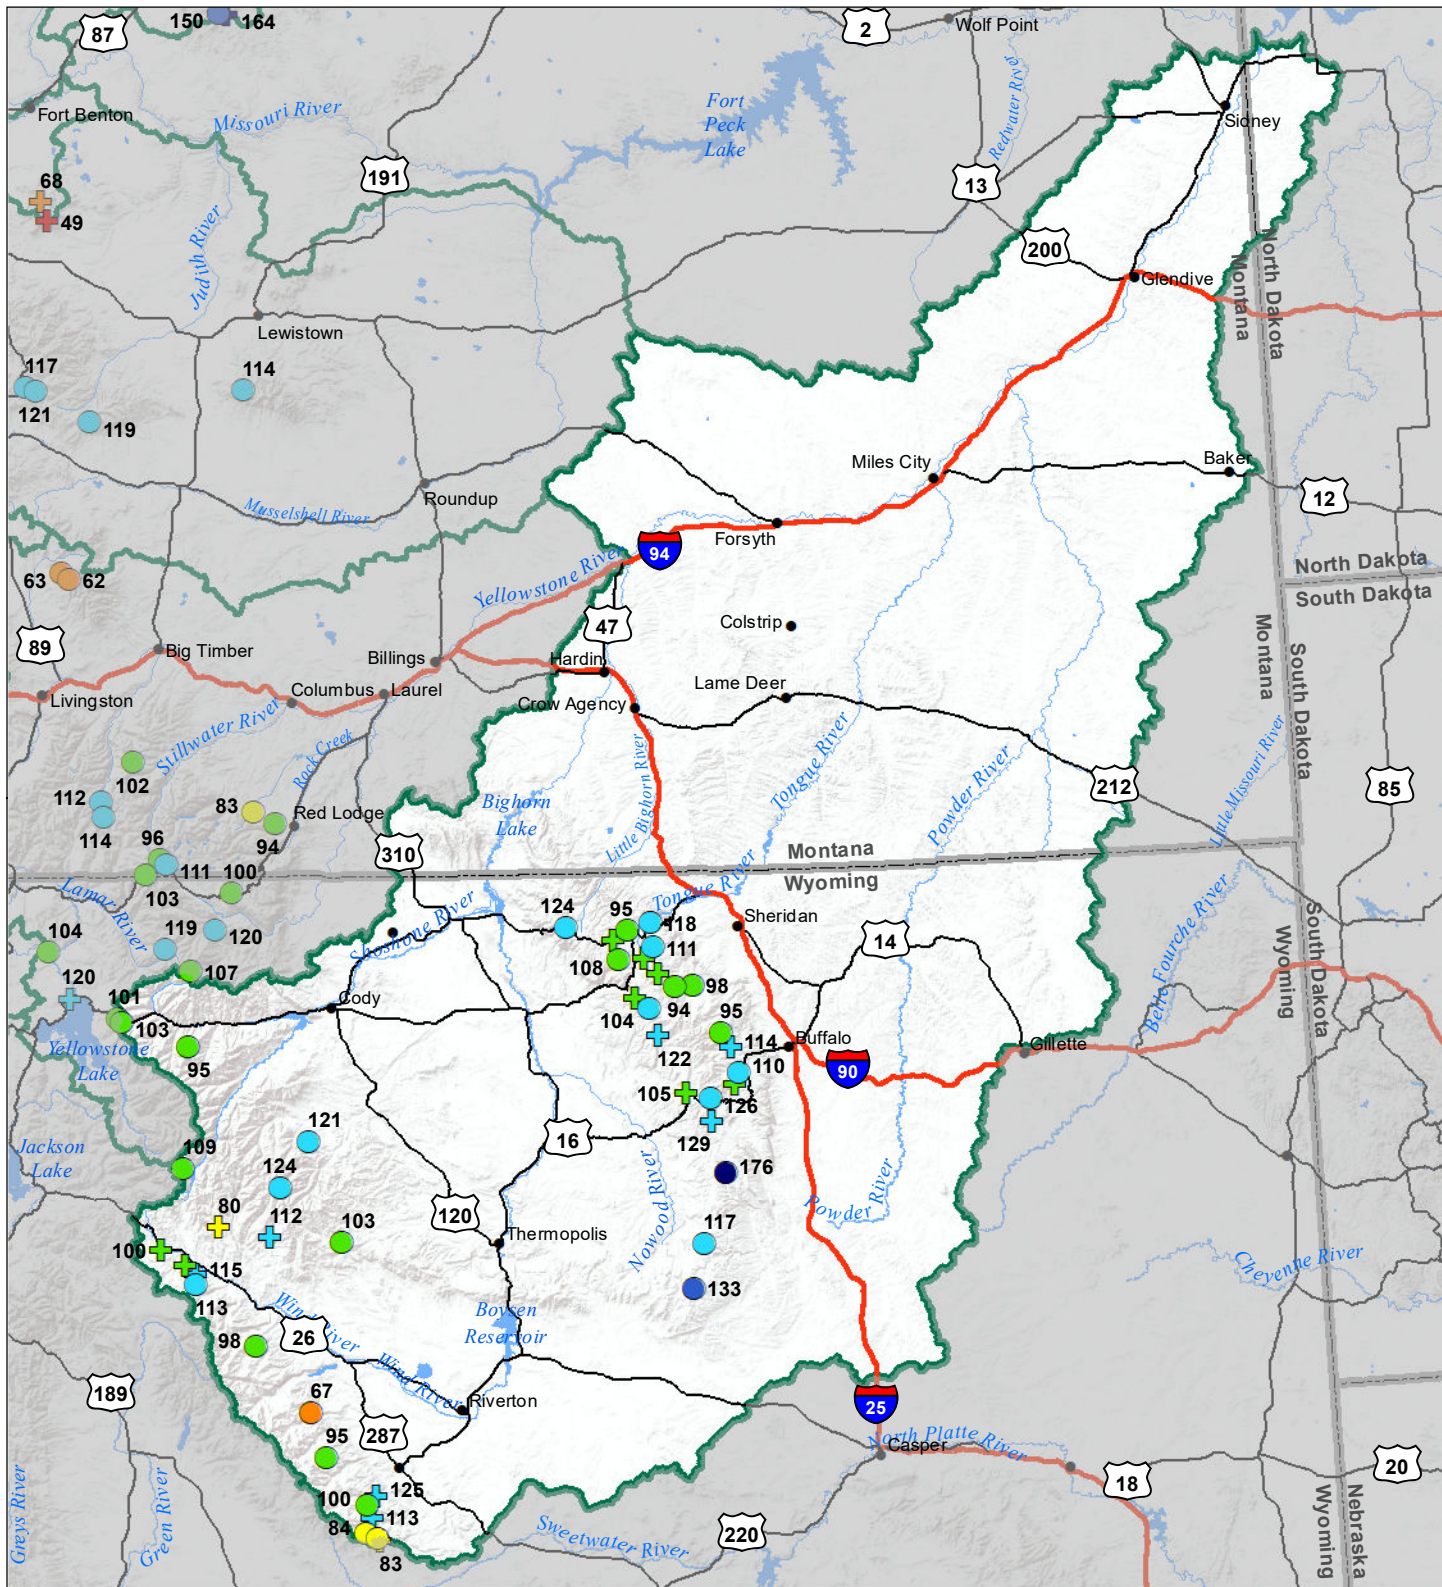 150
164
87
2
Wolf Point
Fort Benton
Missouri River
Fort
Peck
Lake
Redwater River
Sidney
191
13
68
49
Judith River
200
North Dakota
Montana
Glendive
Lewistown
117
121
119
114
Miles City
Baker
Roundup
Musselshell River
12
Forsyth
94
63
62
Yellowstone River
North Dakota
South Dakota
89
47
Colstrip
Montana
South Dakota
Big Timber
Billings
Hardin
Livingston
Columbus
Laurel
Lame Deer
Crow Agency
Stillwater River
Rock Creek
102
112
114
83
94
Red Lodge
Bighorn
Lake
Little Bighorn River
Tongue River
Powder River
212
Little Missouri River
85
310
96
111
103
100
Montana
Wyoming
Lamar River
119
120
104
107
120
Shoshone River
124
95
118
Tongue River
111
108
Sheridan
14
Belle Fourche River
Wyoming
South Dakota
98
94
104
122
101
103
Cody
95
114
Buffalo
110
Gillette
Yellowstone
Lake
95
90
105
126
129
16
Jackson
Lake
109
121
124
176
Nowood River
Powder River
80
112
103
120
Thermopolis
117
100
115
113
133
Cheyenne River
Wind River
26
Boysen
Reservoir
98
Wind River
189
67
Riverton
25
287
95
North Platte River
Casper
18
20
125
100
113
84
83
220
Sweetwater River
Greys River
Green River
Nebraska
Wyoming